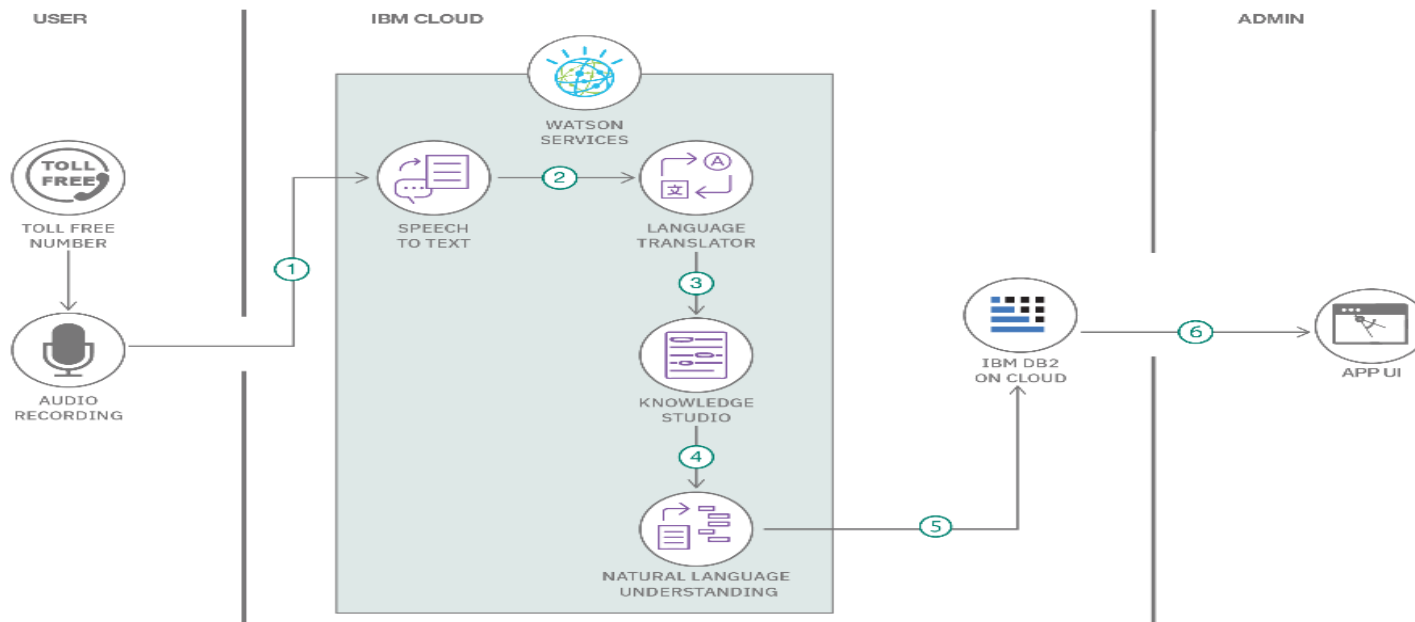 USER
IBM CLOUD
ADMIN
WATSON
SERVICES
TOLL
FREE
TOLL FREE
NUMBER
1
SPEECH
TO TEXT
2
A
文
LANGUAGE
TRANSLATOR
3
AUDIO
RECORDING
KNOWLEDGE
STUDIO
4
NATURAL LANGUAGE
UNDERSTANDING
5
IBM DB2
ON CLOUD
6
APP UI